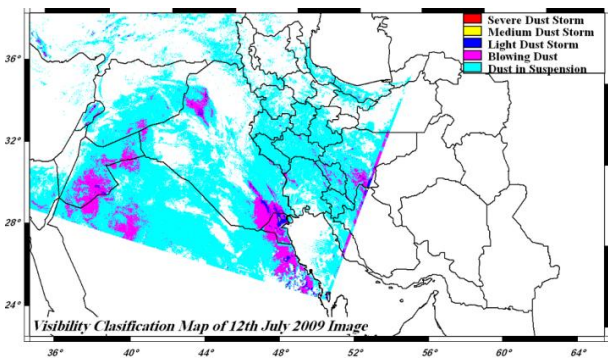 Severe Dust Storm
Medium Dust Storm
Light Dust Storm
Blowing Dust
Dust in Suspension
36°
32°
28°
24°
Visibility Clasification Map of 12th July 2009 Image
36° 40° 44° 48° 52° 56° 60° 64°